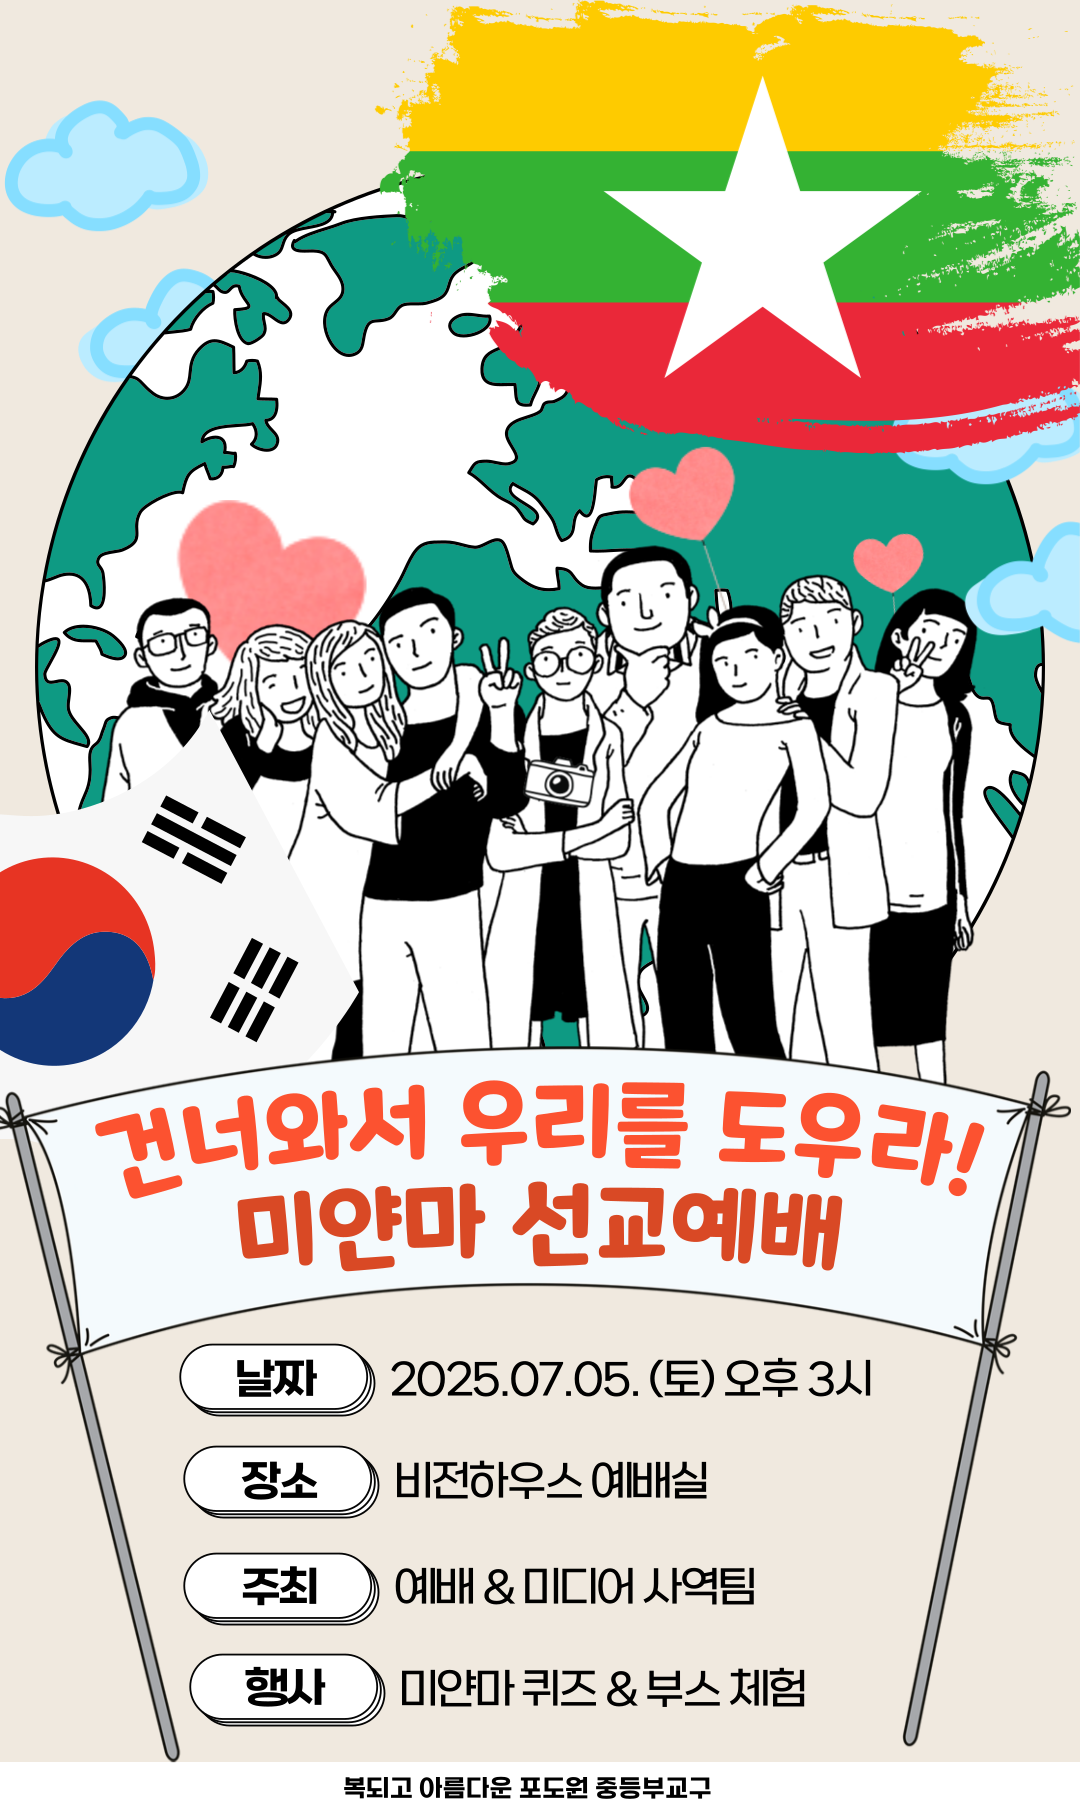 건너와서 우리를 도우라!
미얀마 선교예배
날짜 2025.07.05. (토) 오후 3시
장소 비전하우스 예배실
주최 예배 & 미디어 사역팀
행사 미얀마 퀴즈 & 부스 체험
복되고 아름다운 포도원 중등부교구